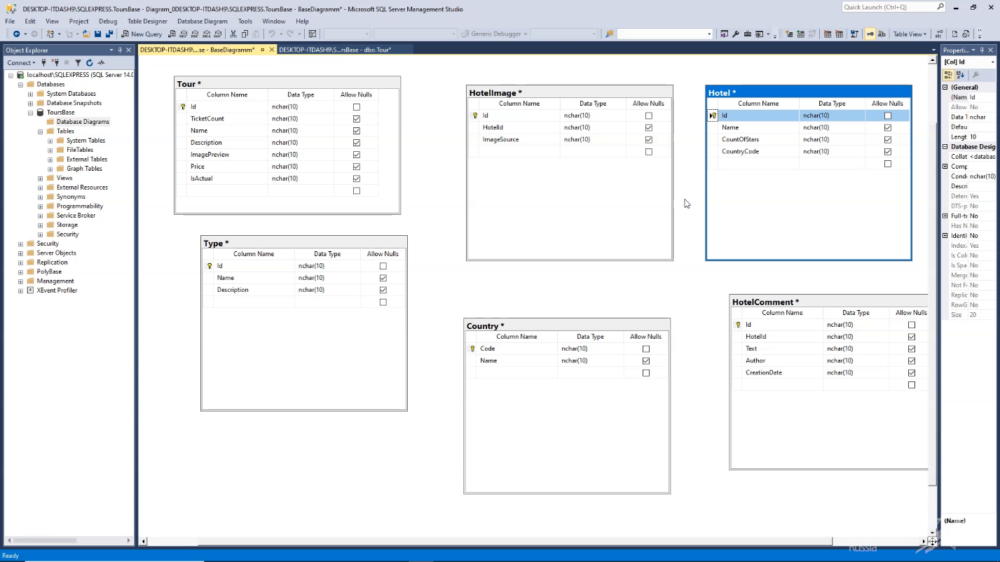 DESKTOP-ITDASH9\SQLEXPRESS.ToursBase - Diagram_0DESKTOP-ITDASH9\SQLEXPRESS.ToursBase - BaseDiagramm* - Microsoft SQL Server Management Studio
Quick Launch (Ctrl+Q)
File Edit View Project Debug Table Designer Database Diagram Tools Window Help
New Query Generic Debugger Table View
Object Explorer
DESKTOP-ITDASH9\...se - BaseDiagramm* DESKTOP-ITDASH9\S...rsBase - dbo.Tour*
Properti...
Connect
[Col] Id
localhost\SQLEXPRESS (SQL Server 14.0
Databases
System Databases
Database Snapshots
ToursBase
Database Diagrams
Tables
System Tables
FileTables
External Tables
Graph Tables
Views
External Resources
Synonyms
Programmability
Service Broker
Storage
Security
Security
Server Objects
Replication
PolyBase
Management
XEvent Profiler
Tour *
Column Name Data Type Allow Nulls
Id nchar(10)
TicketCount nchar(10)
Name nchar(10)
Description nchar(10)
ImagePreview nchar(10)
Price nchar(10)
IsActual nchar(10)
Type *
Column Name Data Type Allow Nulls
Id nchar(10)
Name nchar(10)
Description nchar(10)
HotelImage *
Column Name Data Type Allow Nulls
Id nchar(10)
HotelId nchar(10)
ImageSource nchar(10)
Country *
Column Name Data Type Allow Nulls
Code nchar(10)
Name nchar(10)
Hotel *
Column Name Data Type Allow Nulls
Id nchar(10)
Name nchar(10)
CountOfStars nchar(10)
CountryCode nchar(10)
HotelComment *
Column Name Data Type Allow Nulls
Id nchar(10)
HotelId nchar(10)
Text nchar(10)
Author nchar(10)
CreationDate nchar(10)
(General)
(Nam Id
Allow No
Data T nchar
Defau
Length 10
Database Desig
Collat <databas
Comp
Conde nchar(10)
Descri
Deterr Yes
DTS-p No
Full-t No
Has N No
Identi No
Indexa Yes
Is Colu No
Is Spa No
Merge No
Not Fo No
Replic No
RowG No
Size 20
(Name)
Russia
Ready